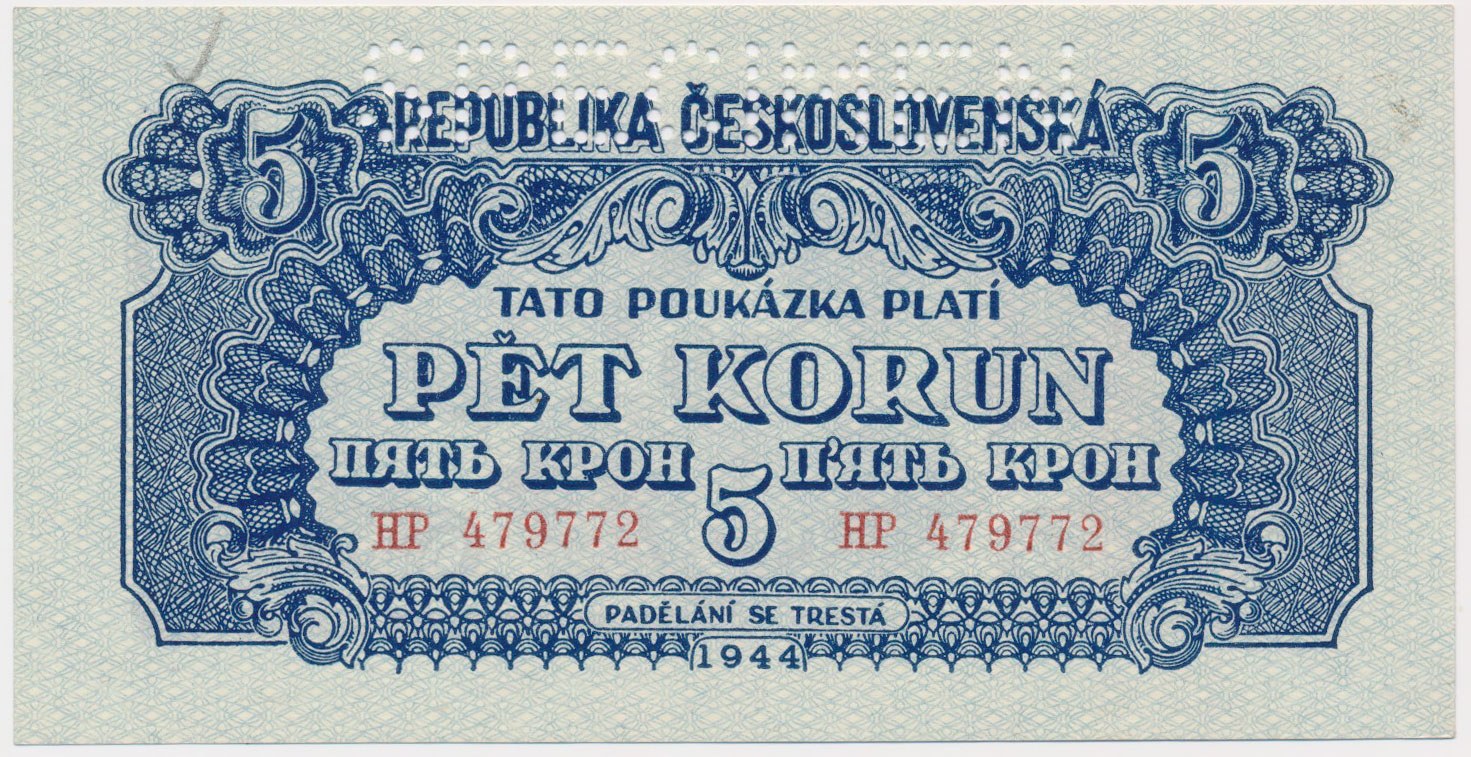 SPECIMEN
REPUBLIKA ČESKOSLOVENSKÁ
5 5
TATO POUKÁZKA PLATÍ
PĚT KORUN
ПЯТЬ КРОН П'ЯТЬ КРОН
5
HP 479772 HP 479772
PADĚLÁNÍ SE TRESTÁ
1944